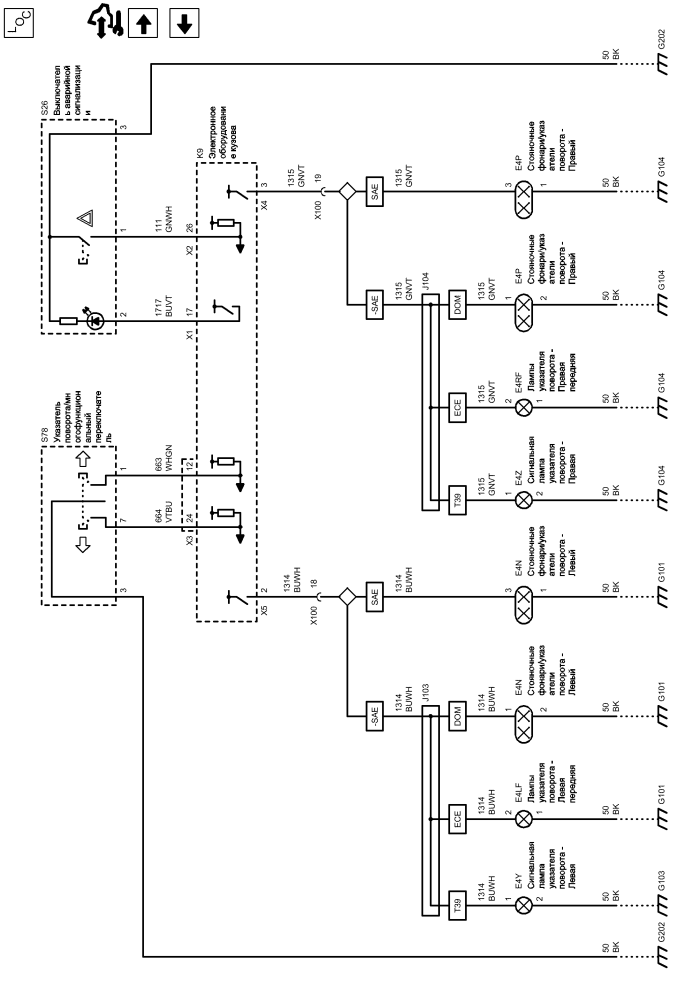 LOC
S26
Выключател
ь аварийной
сигнализаци
и
3
1
2
50
BK
G202
K9
Электронное
оборудовани
е кузова
111
GNWH
26
X2
1717
BUVT
17
X1
3
X4
1315
GNVT
19
X100
SAE
1315
GNVT
3
E4P
Стояночные
фонари/указ
атели
поворота -
Правый
1
50
BK
G104
-SAE
1315
GNVT
J104
DOM
1315
GNVT
1
E4P
Стояночные
фонари/указ
атели
поворота -
Правый
2
50
BK
G104
ECE
1315
GNVT
2
E4RF
Лампы
указателя
поворота -
Правая
передняя
1
50
BK
G104
T39
1315
GNVT
1
E4Z
Сигнальная
лампа
указателя
поворота -
Правая
2
50
BK
G104
S78
Указатель
поворота/мн
огофункцион
альный
переключате
ль
1
7
3
663
WHGN
12
664
VTBU
24
X3
2
X5
1314
BUWH
18
X100
SAE
1314
BUWH
3
E4N
Стояночные
фонари/указ
атели
поворота -
Левый
1
50
BK
G101
-SAE
1314
BUWH
J103
DOM
1314
BUWH
1
E4N
Стояночные
фонари/указ
атели
поворота -
Левый
2
50
BK
G101
ECE
1314
BUWH
2
E4LF
Лампы
указателя
поворота -
Левая
передняя
1
50
BK
G101
T39
1314
BUWH
1
E4Y
Сигнальная
лампа
указателя
поворота -
Левая
2
50
BK
G103
50
BK
G202